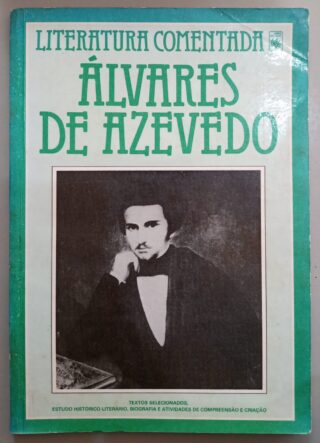 LITERATURA COMENTADA
ÁLVARES
DE AZEVEDO
TEXTOS SELECIONADOS,
ESTUDO HISTÓRICO-LITERÁRIO, BIOGRAFIA E ATIVIDADES DE COMPREENSÃO E CRIAÇÃO